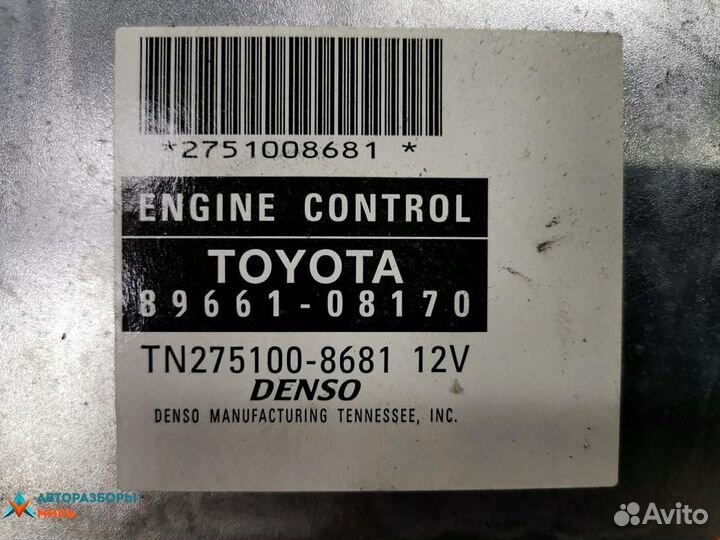 *2751008681 *
ENGINE CONTROL
TOYOTA
89661-08170
TN275100-8681 12V
DENSO
DENSO MANUFACTURING TENNESSEE, INC.
АВТОРАЗБОРЫ
Avito